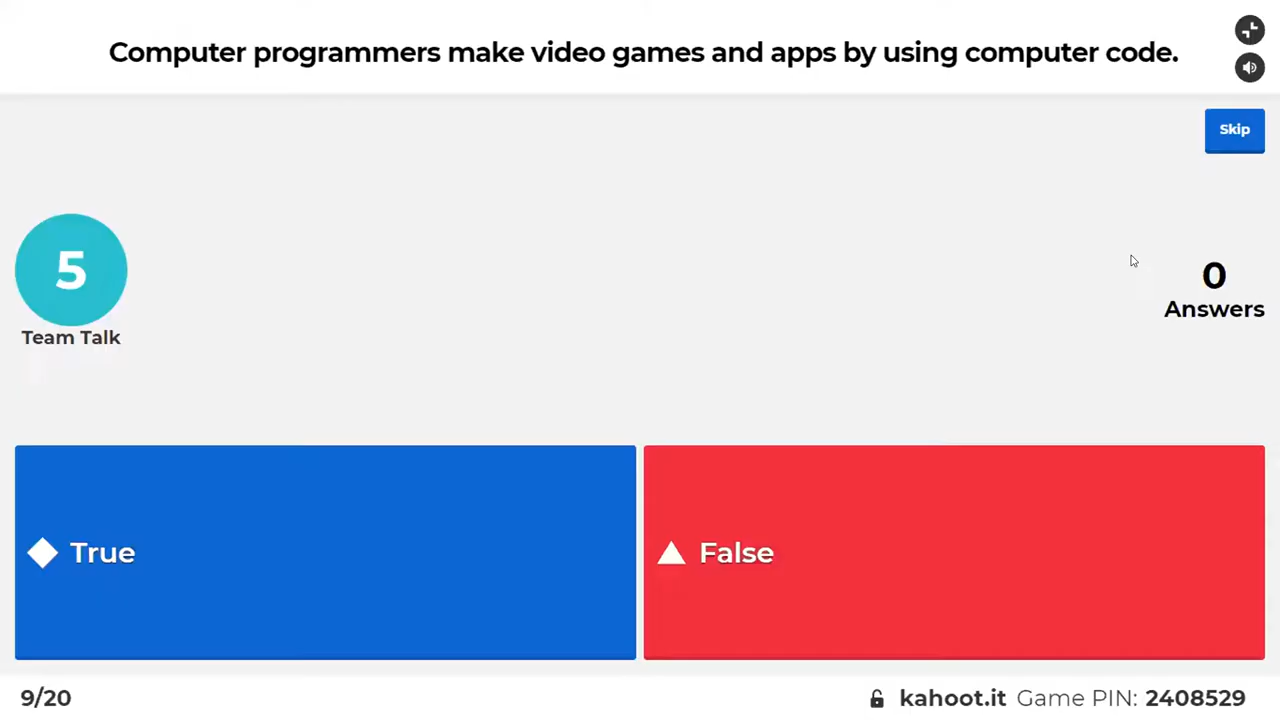 Computer programmers make video games and apps by using computer code.
Skip
5
Team Talk
0
Answers
True
False
9/20
kahoot.it Game PIN: 2408529